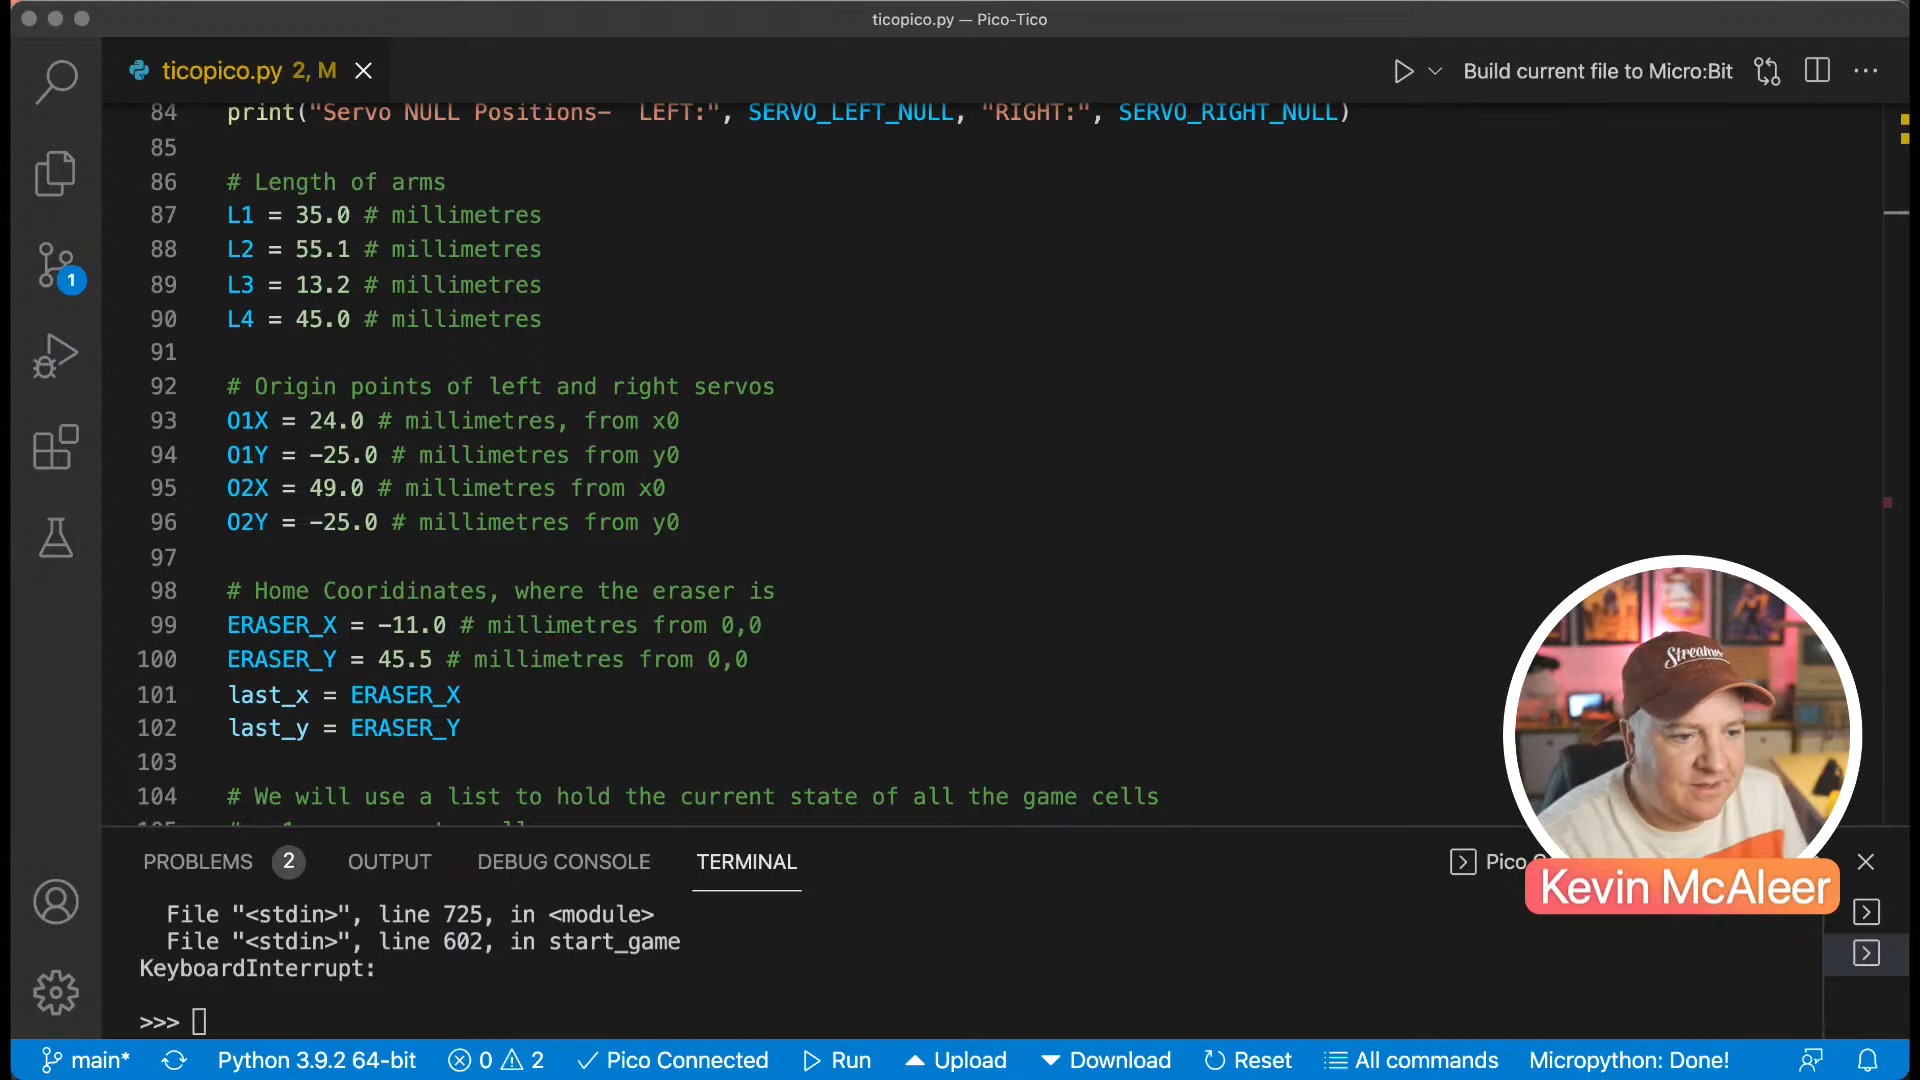 ticopico.py — Pico-Tico
ticopico.py 2, M
Build current file to Micro:Bit
84 print("Servo NULL Positions-  LEFT:", SERVO_LEFT_NULL, "RIGHT:", SERVO_RIGHT_NULL)
85
86 # Length of arms
87 L1 = 35.0 # millimetres
88 L2 = 55.1 # millimetres
89 L3 = 13.2 # millimetres
90 L4 = 45.0 # millimetres
91
92 # Origin points of left and right servos
93 O1X = 24.0 # millimetres, from x0
94 O1Y = -25.0 # millimetres from y0
95 O2X = 49.0 # millimetres from x0
96 O2Y = -25.0 # millimetres from y0
97
98 # Home Cooridinates, where the eraser is
99 ERASER_X = -11.0 # millimetres from 0,0
100 ERASER_Y = 45.5 # millimetres from 0,0
101 last_x = ERASER_X
102 last_y = ERASER_Y
103
104 # We will use a list to hold the current state of all the game cells
1
Streamer
PROBLEMS 2 OUTPUT DEBUG CONSOLE TERMINAL
Pico
Kevin McAleer
File "<stdin>", line 725, in <module>
File "<stdin>", line 602, in start_game
KeyboardInterrupt:
>>>
main* Python 3.9.2 64-bit 0 2 Pico Connected Run Upload Download Reset All commands Micropython: Done!